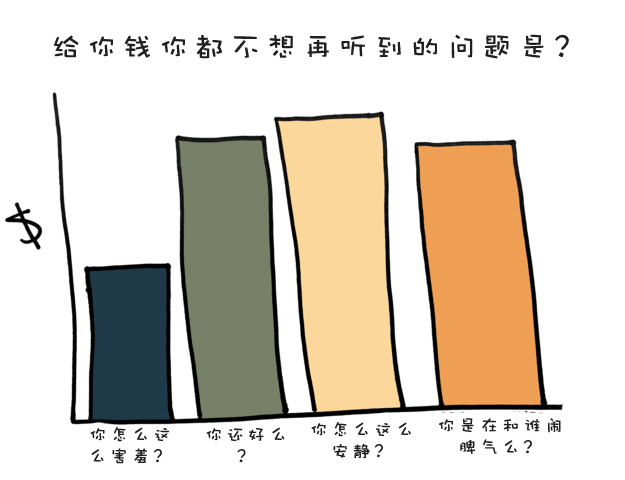 给你钱你都不想再听到的问题是?
$
你怎么这
么害羞?
你还好么
?
你怎么这么
安静?
你是在和谁闹
脾气么?